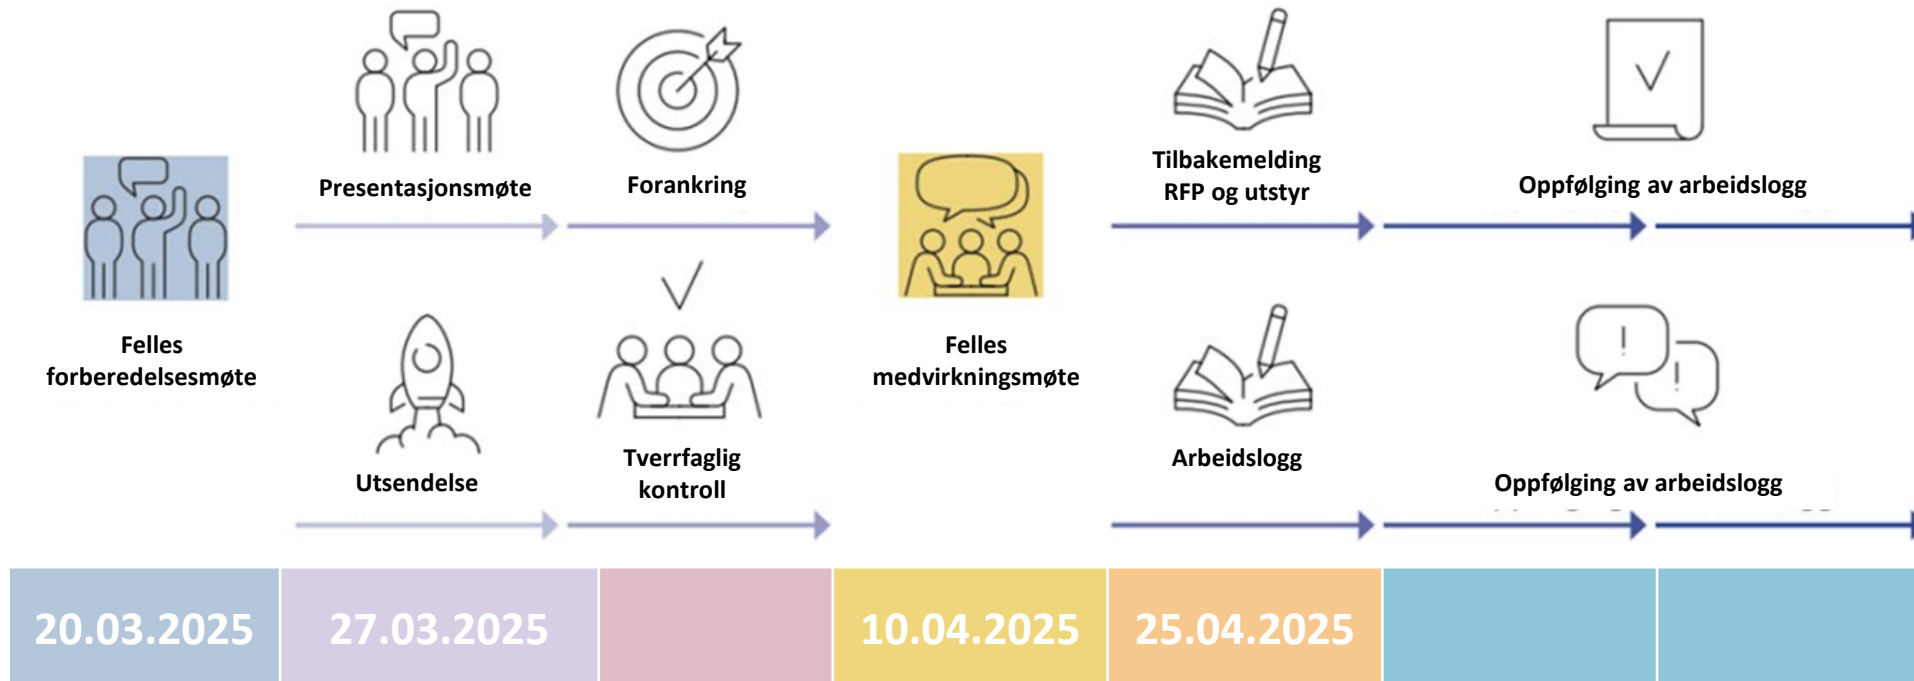 Presentasjonsmøte
Forankring
Tilbakemelding
RFP og utstyr
Oppfølging av arbeidslogg
Felles
forberedelsesmøte
Felles
medvirkningsmøte
Utsendelse
Tverrfaglig
kontroll
Arbeidslogg
Oppfølging av arbeidslogg
20.03.2025
27.03.2025
10.04.2025
25.04.2025